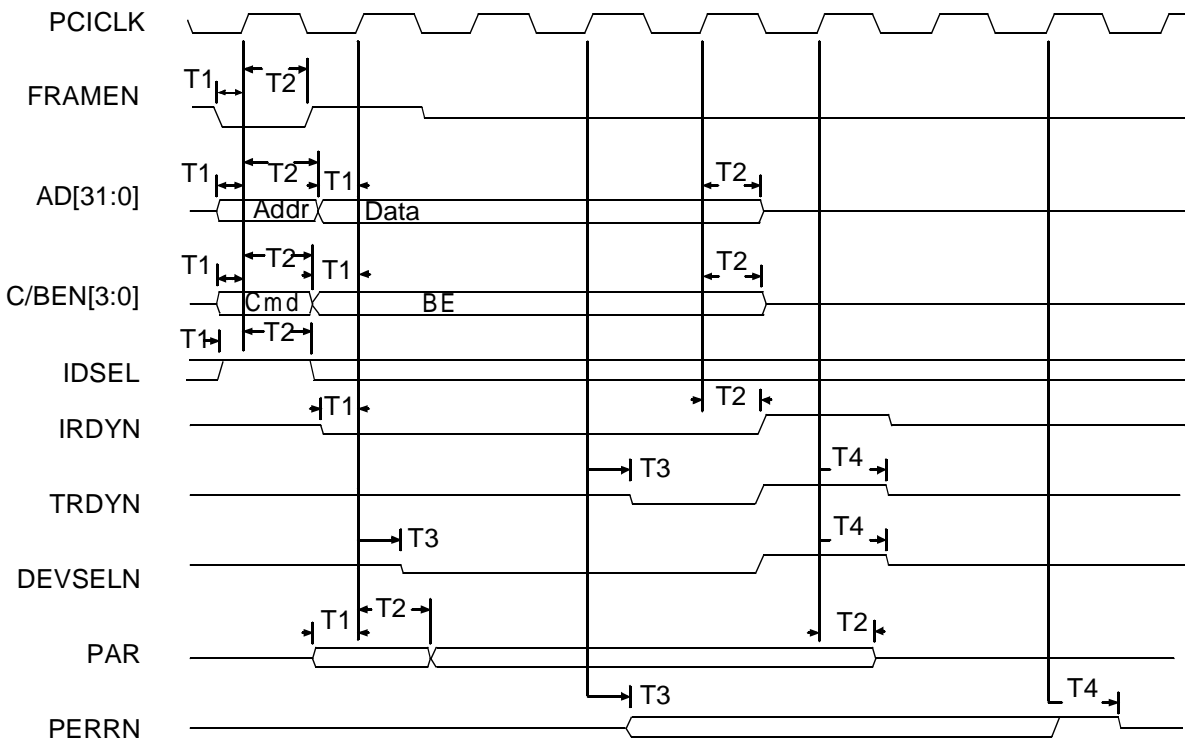 PCICLK
T1 T2
FRAMEN
T1 T2 T1 T2
AD[31:0]
Addr Data
T1 T2 T1 T2
C/BEN[3:0]
Cmd BE
T1 T2
IDSEL
T1 T2
IRDYN
T3 T4
TRDYN
T3 T4
DEVSELN
T1 T2 T2
PAR
T3 T4
PERRN